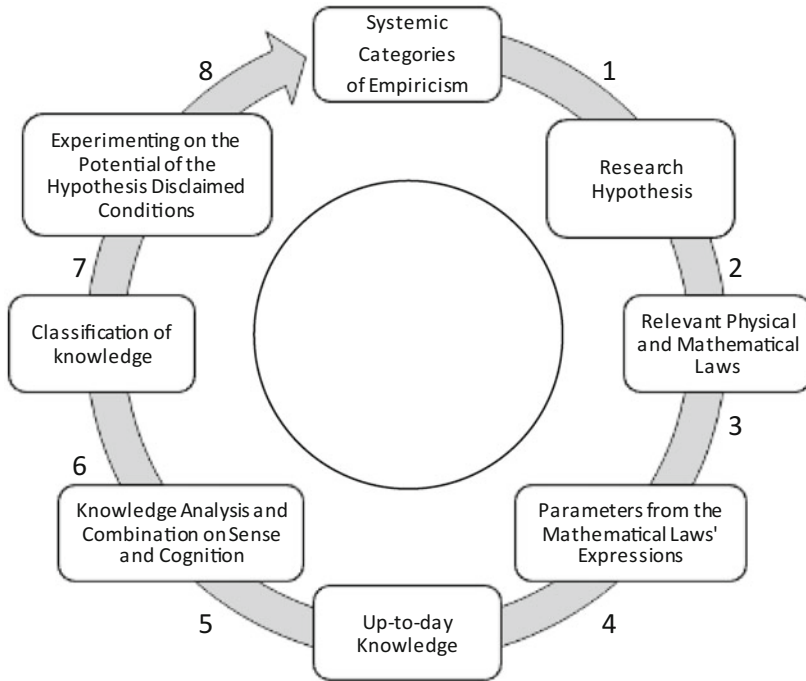 Systemic
Categories
of Empiricism
1
Research
Hypothesis
2
Relevant Physical
and Mathematical
Laws
3
Parameters from the
Mathematical Laws'
Expressions
4
Up-to-day
Knowledge
5
Knowledge Analysis and
Combination on Sense
and Cognition
6
Classification of
knowledge
7
Experimenting on the
Potential of the
Hypothesis Disclaimed
Conditions
8